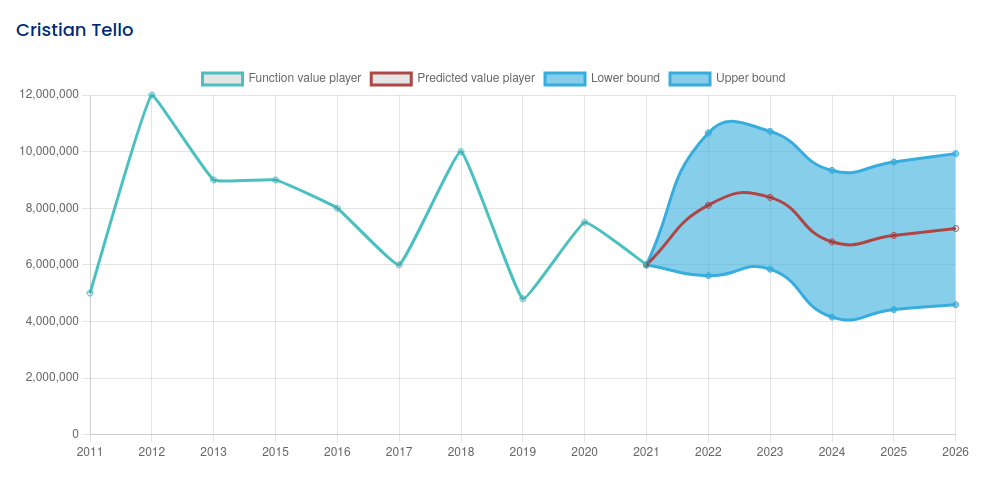 Cristian Tello
Function value player Predicted value player Lower bound Upper bound
12,000,000
10,000,000
8,000,000
6,000,000
4,000,000
2,000,000
0
2011 2012 2013 2015 2016 2017 2018 2019 2020 2021 2022 2023 2024 2025 2026